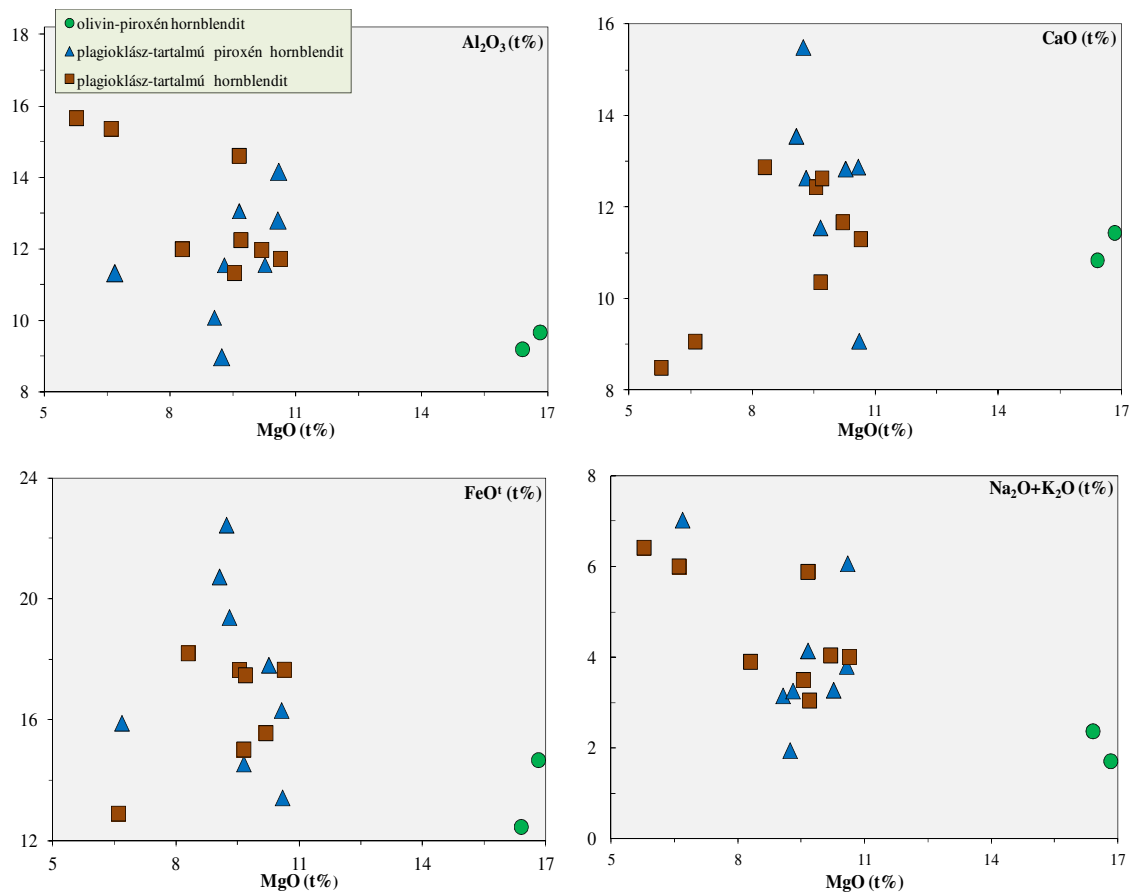 olivin-piroxén hornblendit
plagioklász-tartalmú piroxén hornblendit
plagioklász-tartalmú hornblendit
Al₂O₃ (t%)
18
16
14
12
10
8
5 8 11 14 17
MgO (t%)
CaO (t%)
16
14
12
10
8
5 8 11 14 17
MgO(t%)
FeOᵗ (t%)
24
20
16
12
5 8 11 14 17
MgO (t%)
Na₂O+K₂O (t%)
8
6
4
2
0
5 8 11 14 17
MgO (t%)